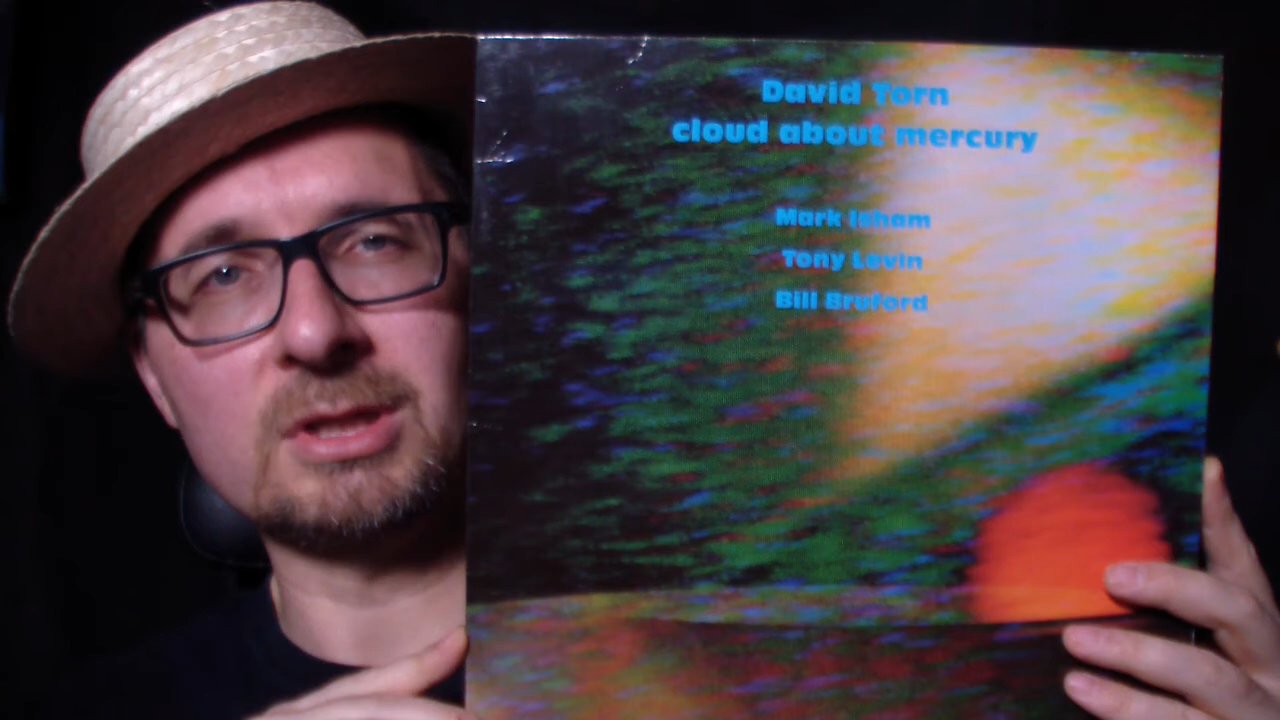 David Torn
cloud about mercury
Mark Isham
Tony Levin
Bill Bruford